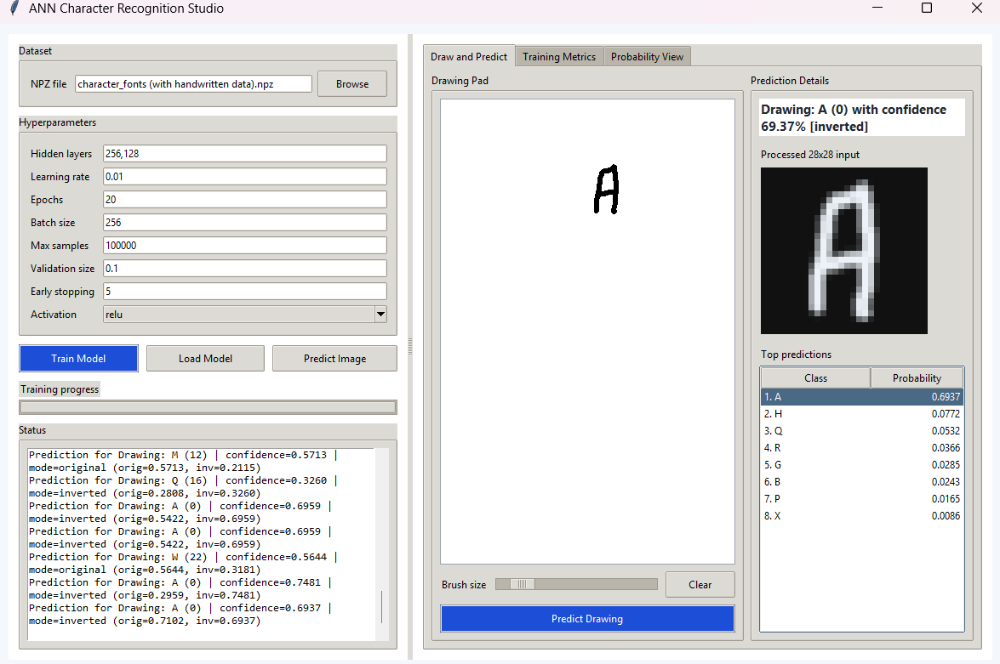 ANN Character Recognition Studio
Dataset
NPZ file
character_fonts (with handwritten data).npz
Browse
Hyperparameters
Hidden layers
256,128
Learning rate
0.01
Epochs
20
Batch size
256
Max samples
100000
Validation size
0.1
Early stopping
5
Activation
relu
Train Model
Load Model
Predict Image
Training progress
Status
Prediction for Drawing: M (12) | confidence=0.5713 |
mode=original (orig=0.5713, inv=0.2115)
Prediction for Drawing: Q (16) | confidence=0.3260 |
mode=inverted (orig=0.2808, inv=0.3260)
Prediction for Drawing: A (0) | confidence=0.6959 |
mode=inverted (orig=0.5422, inv=0.6959)
Prediction for Drawing: A (0) | confidence=0.6959 |
mode=inverted (orig=0.5422, inv=0.6959)
Prediction for Drawing: W (22) | confidence=0.5644 |
mode=original (orig=0.5644, inv=0.3181)
Prediction for Drawing: A (0) | confidence=0.7481 |
mode=inverted (orig=0.2959, inv=0.7481)
Prediction for Drawing: A (0) | confidence=0.6937 |
mode=inverted (orig=0.7102, inv=0.6937)
Draw and Predict
Training Metrics
Probability View
Drawing Pad
A
Brush size
Clear
Predict Drawing
Prediction Details
Drawing: A (0) with confidence
69.37% [inverted]
Processed 28x28 input
A
Top predictions
Class Probability
1. A 0.6937
2. H 0.0772
3. Q 0.0532
4. R 0.0366
5. G 0.0285
6. B 0.0243
7. P 0.0165
8. X 0.0086